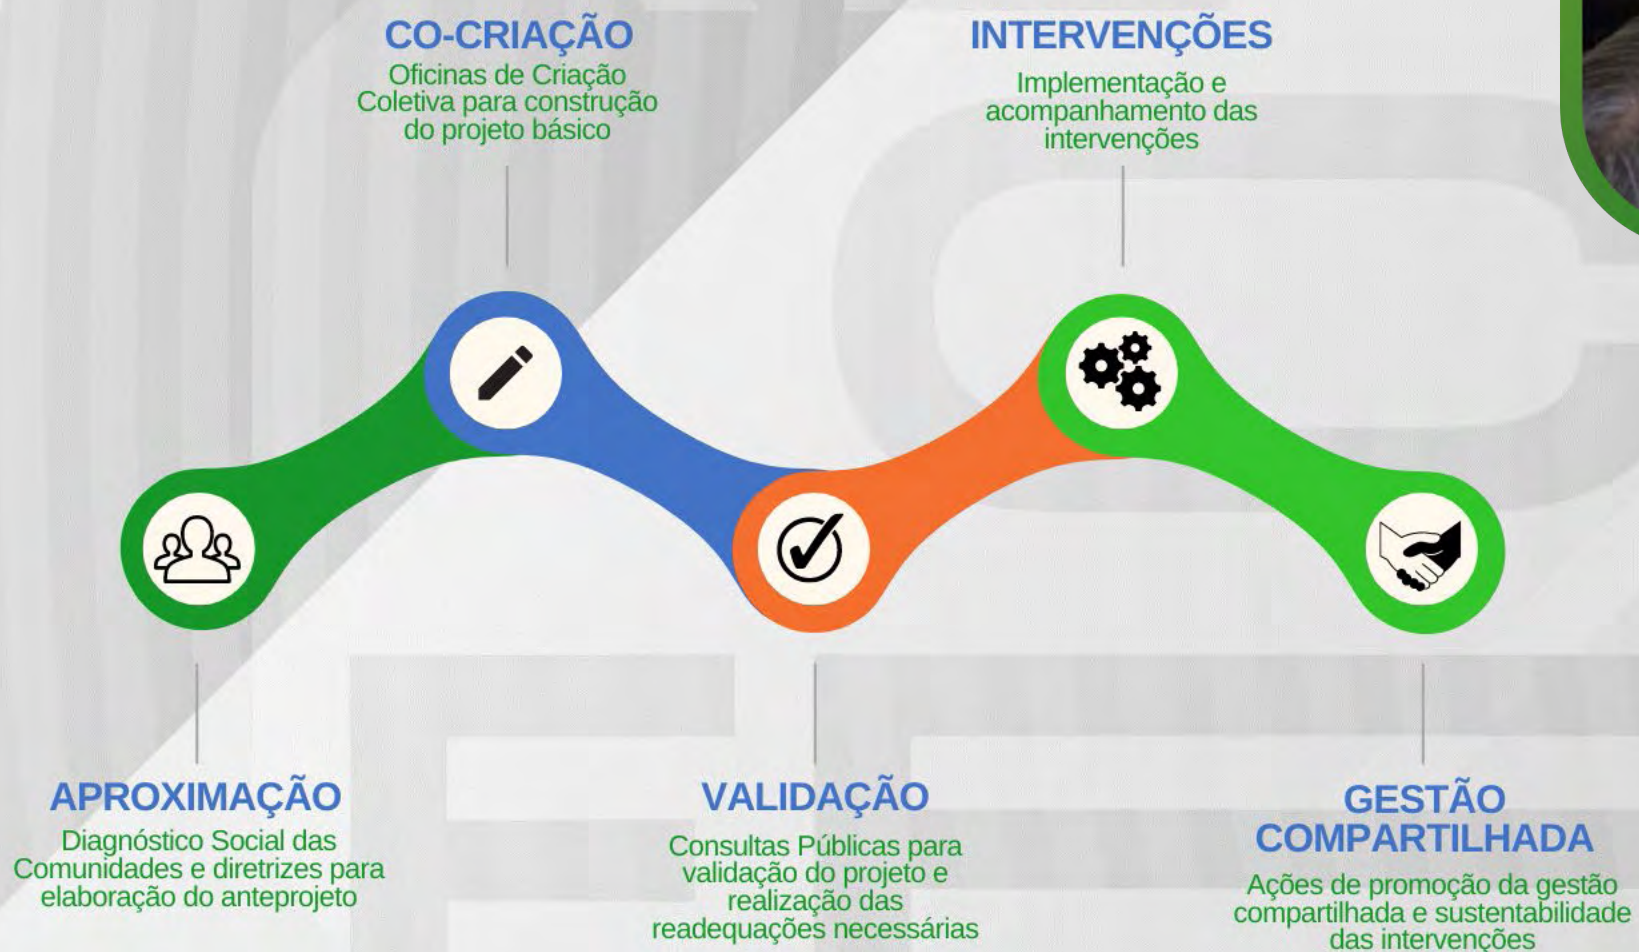 CO-CRIAÇÃO
Oficinas de Criação
Coletiva para construção
do projeto básico
INTERVENÇÕES
Implementação e
acompanhamento das
intervenções
APROXIMAÇÃO
Diagnóstico Social das
Comunidades e diretrizes para
elaboração do anteprojeto
VALIDAÇÃO
Consultas Públicas para
validação do projeto e
realização das
readequações necessárias
GESTÃO
COMPARTILHADA
Ações de promoção da gestão
compartilhada e sustentabilidade
das intervenções